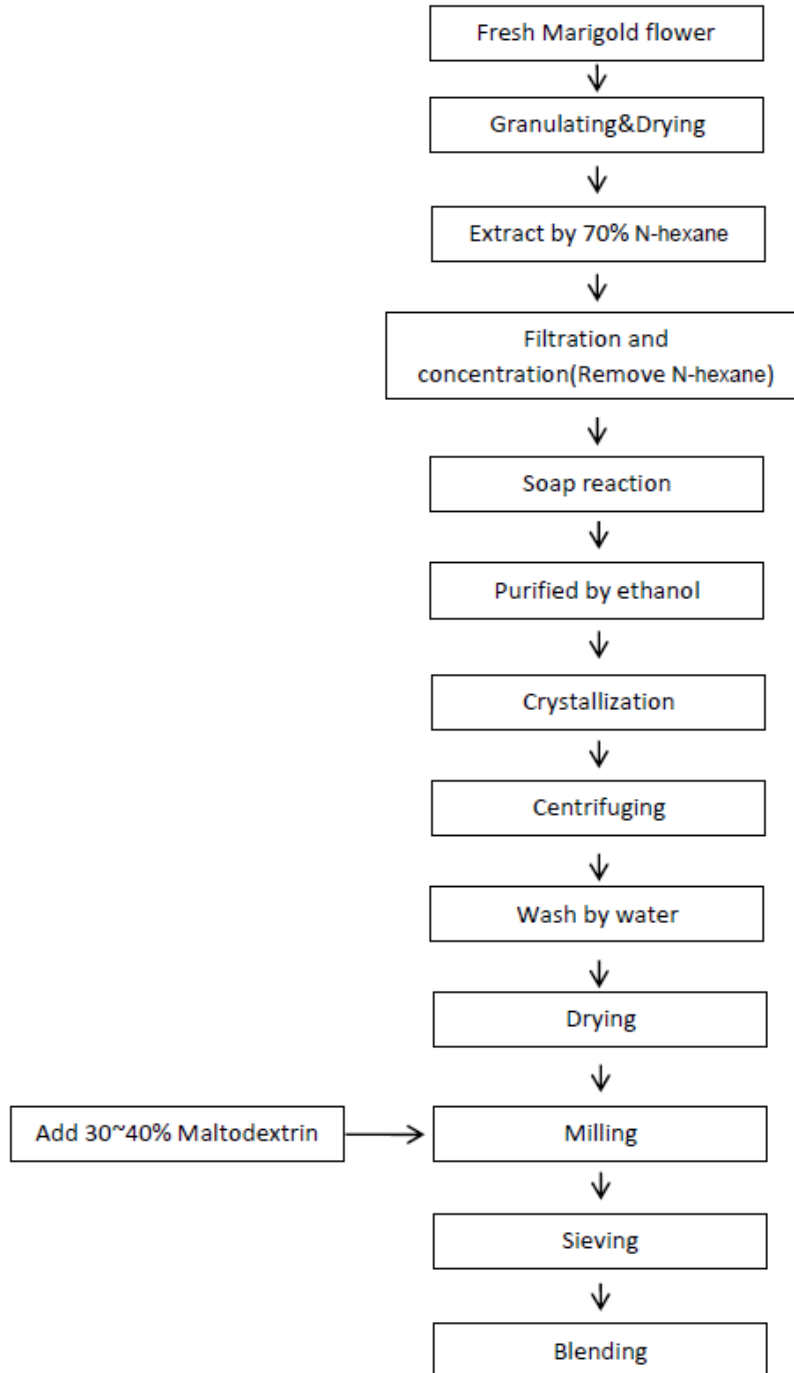 Fresh Marigold flower
Granulating&Drying
Extract by 70% N-hexane
Filtration and
concentration(Remove N-hexane)
Soap reaction
Purified by ethanol
Crystallization
Centrifuging
Wash by water
Drying
Add 30~40% Maltodextrin
Milling
Sieving
Blending